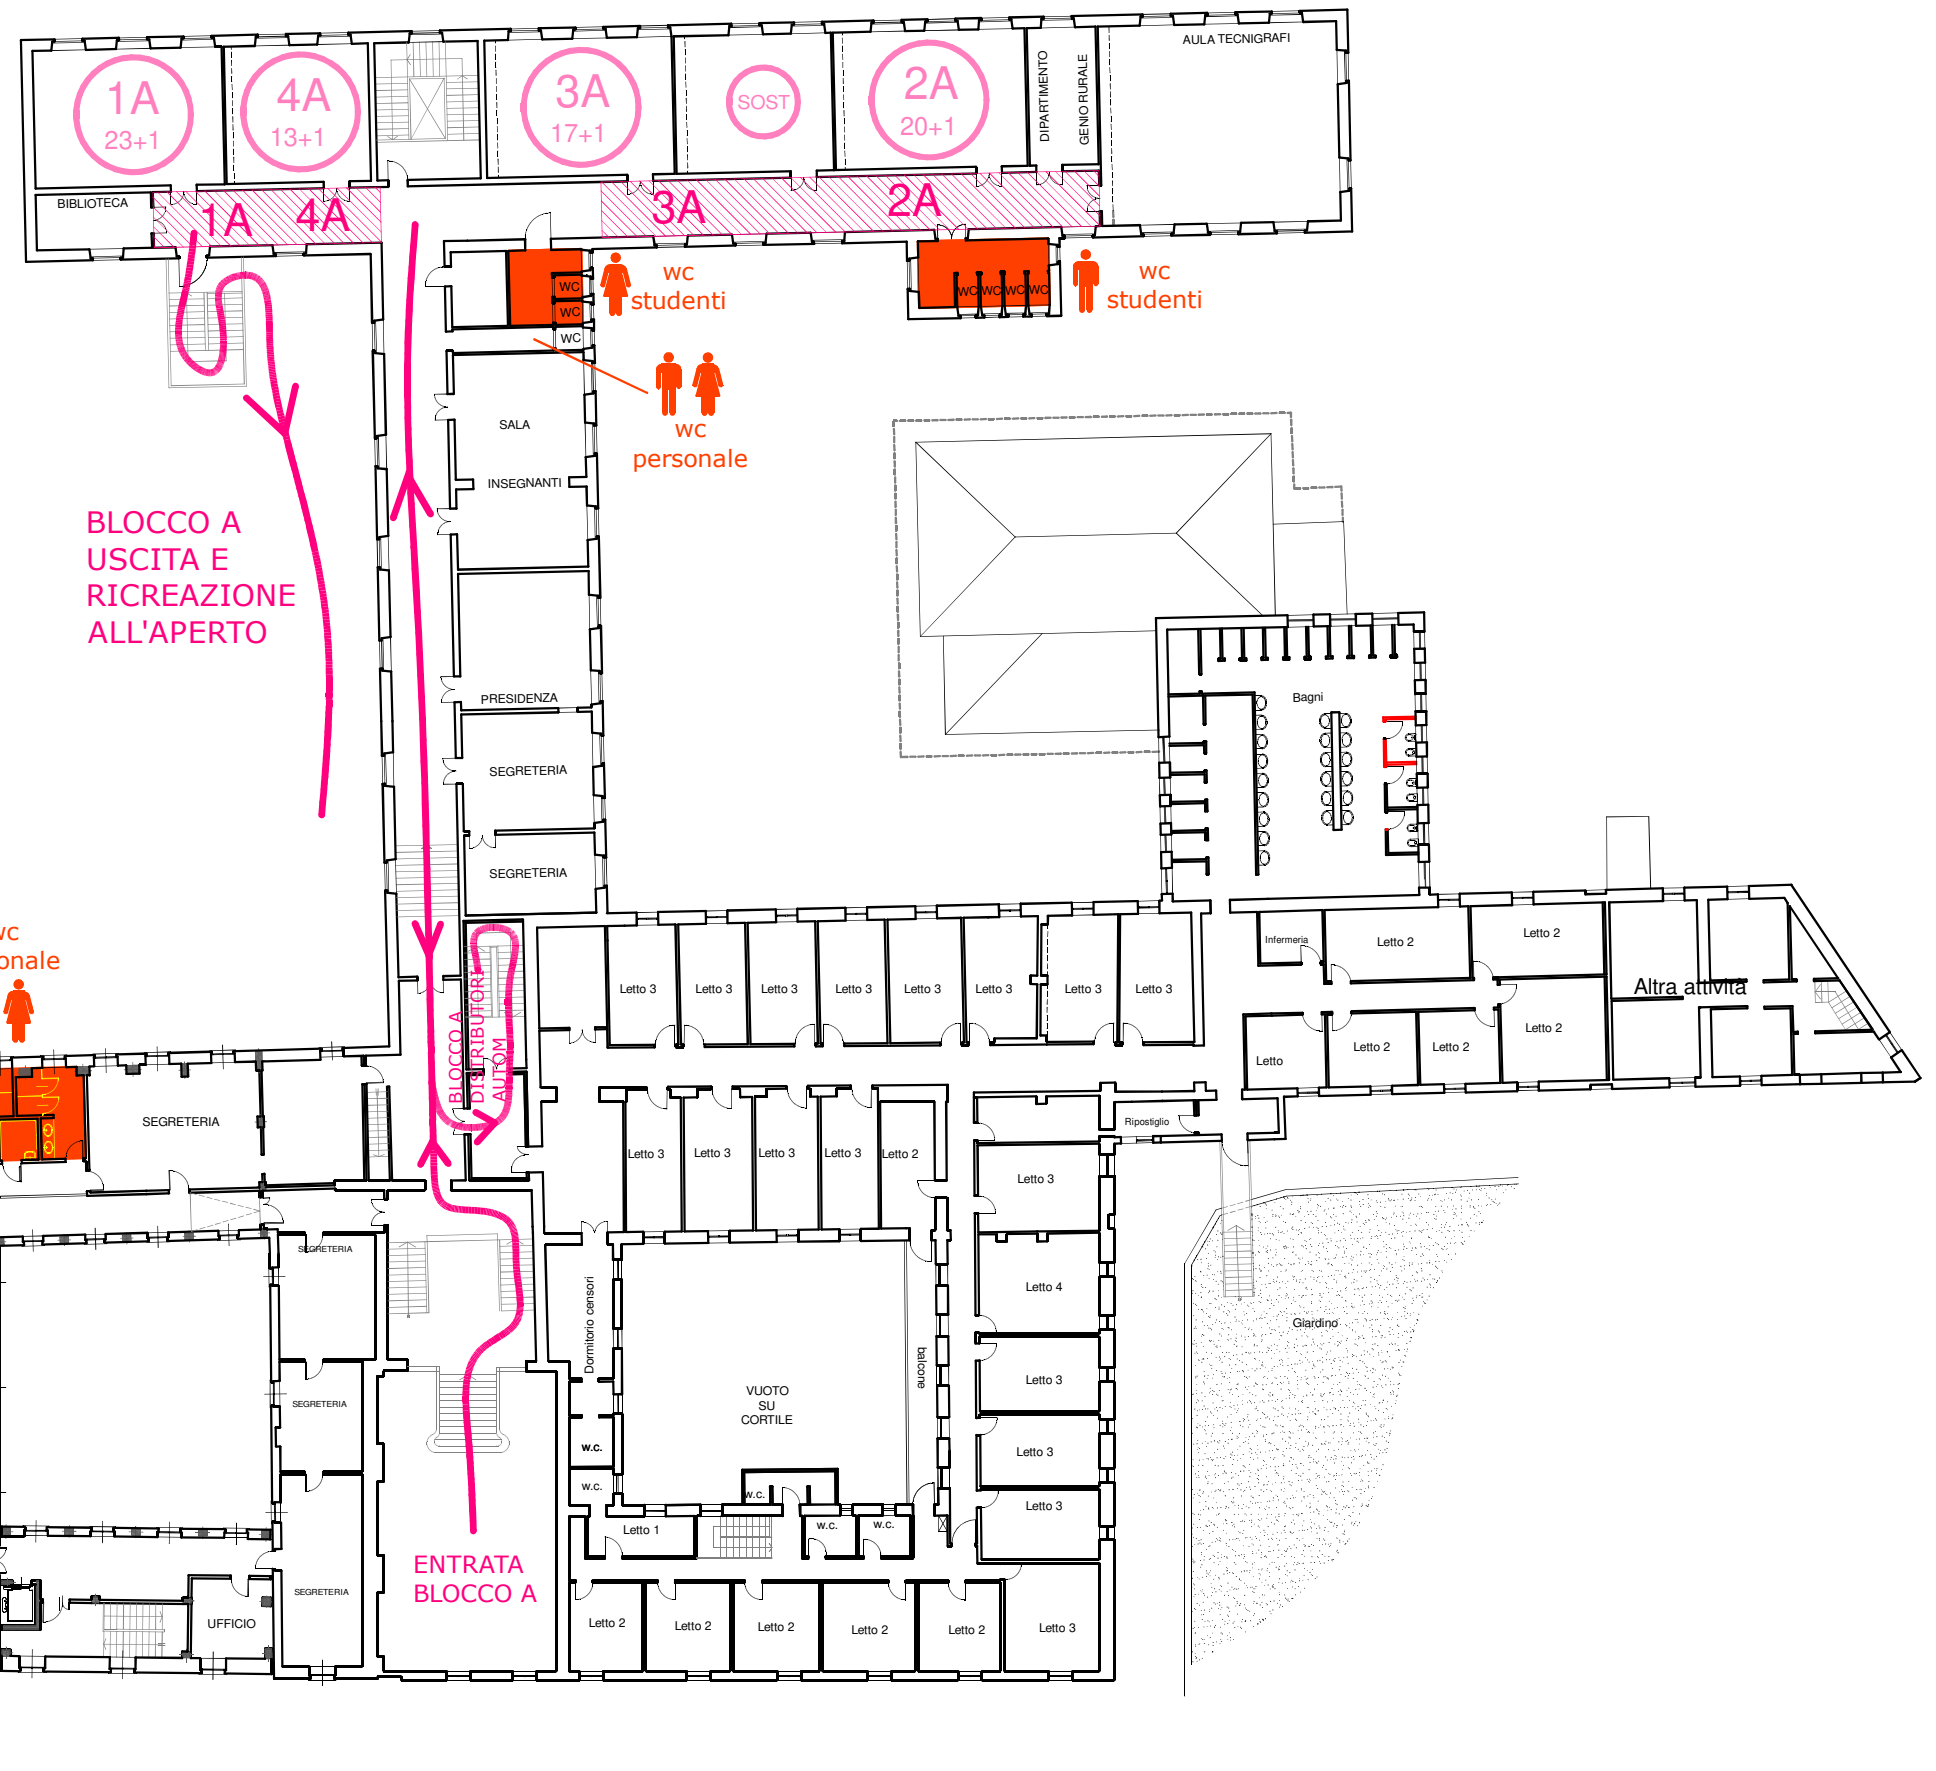 1A
23+1
4A
13+1
3A
17+1
SOST
2A
20+1
DIPARTIMENTO
GENIO RURALE
AULA TECNIGRAFI
BIBLIOTECA
1A
4A
3A
2A
WC
WC
WC
wc
studenti
WC
WC
WC
WC
wc
studenti
wc
personale
SALA
INSEGNANTI
BLOCCO A
USCITA E
RICREAZIONE
ALL'APERTO
PRESIDENZA
SEGRETERIA
SEGRETERIA
Bagni
wc
onale
BLOCCO A
DISTRIBUTORI
AUTOM
Letto 3
Letto 3
Letto 3
Letto 3
Letto 3
Letto 3
Letto 3
Letto 3
Infermeria
Letto 2
Letto 2
Altra attività
Letto
Letto 2
Letto 2
Letto 2
SEGRETERIA
Letto 3
Letto 3
Letto 3
Letto 3
Letto 2
Ripostiglio
Letto 3
SEGRETERIA
Dormitorio censori
Letto 4
Giardino
balcone
Letto 3
VUOTO
SU
CORTILE
SEGRETERIA
w.c.
Letto 3
w.c.
w.c.
Letto 3
Letto 1
w.c.
w.c.
ENTRATA
BLOCCO A
SEGRETERIA
UFFICIO
Letto 2
Letto 2
Letto 2
Letto 2
Letto 2
Letto 3